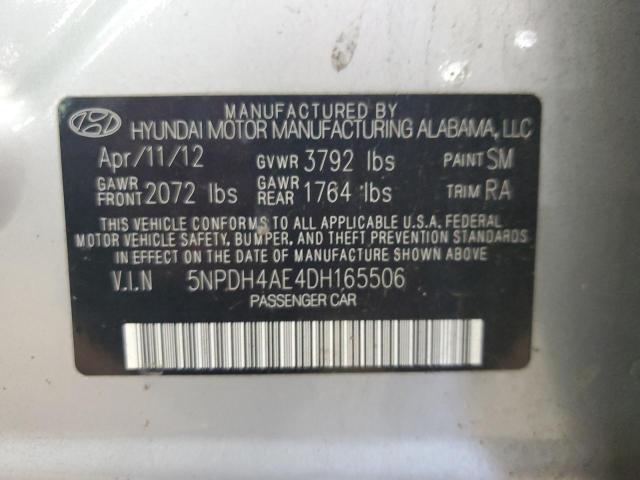 MANUFACTURED BY
HYUNDAI MOTOR MANUFACTURING ALABAMA, LLC
Apr/11/12 GVWR 3792 lbs PAINT SM
GAWR FRONT 2072 lbs GAWR REAR 1764 lbs TRIM RA
THIS VEHICLE CONFORMS TO ALL APPLICABLE U.S.A. FEDERAL
MOTOR VEHICLE SAFETY, BUMPER, AND THEFT PREVENTION STANDARDS
IN EFFECT ON THE DATE OF MANUFACTURE SHOWN ABOVE
V.I.N 5NPDH4AE4DH165506
PASSENGER CAR